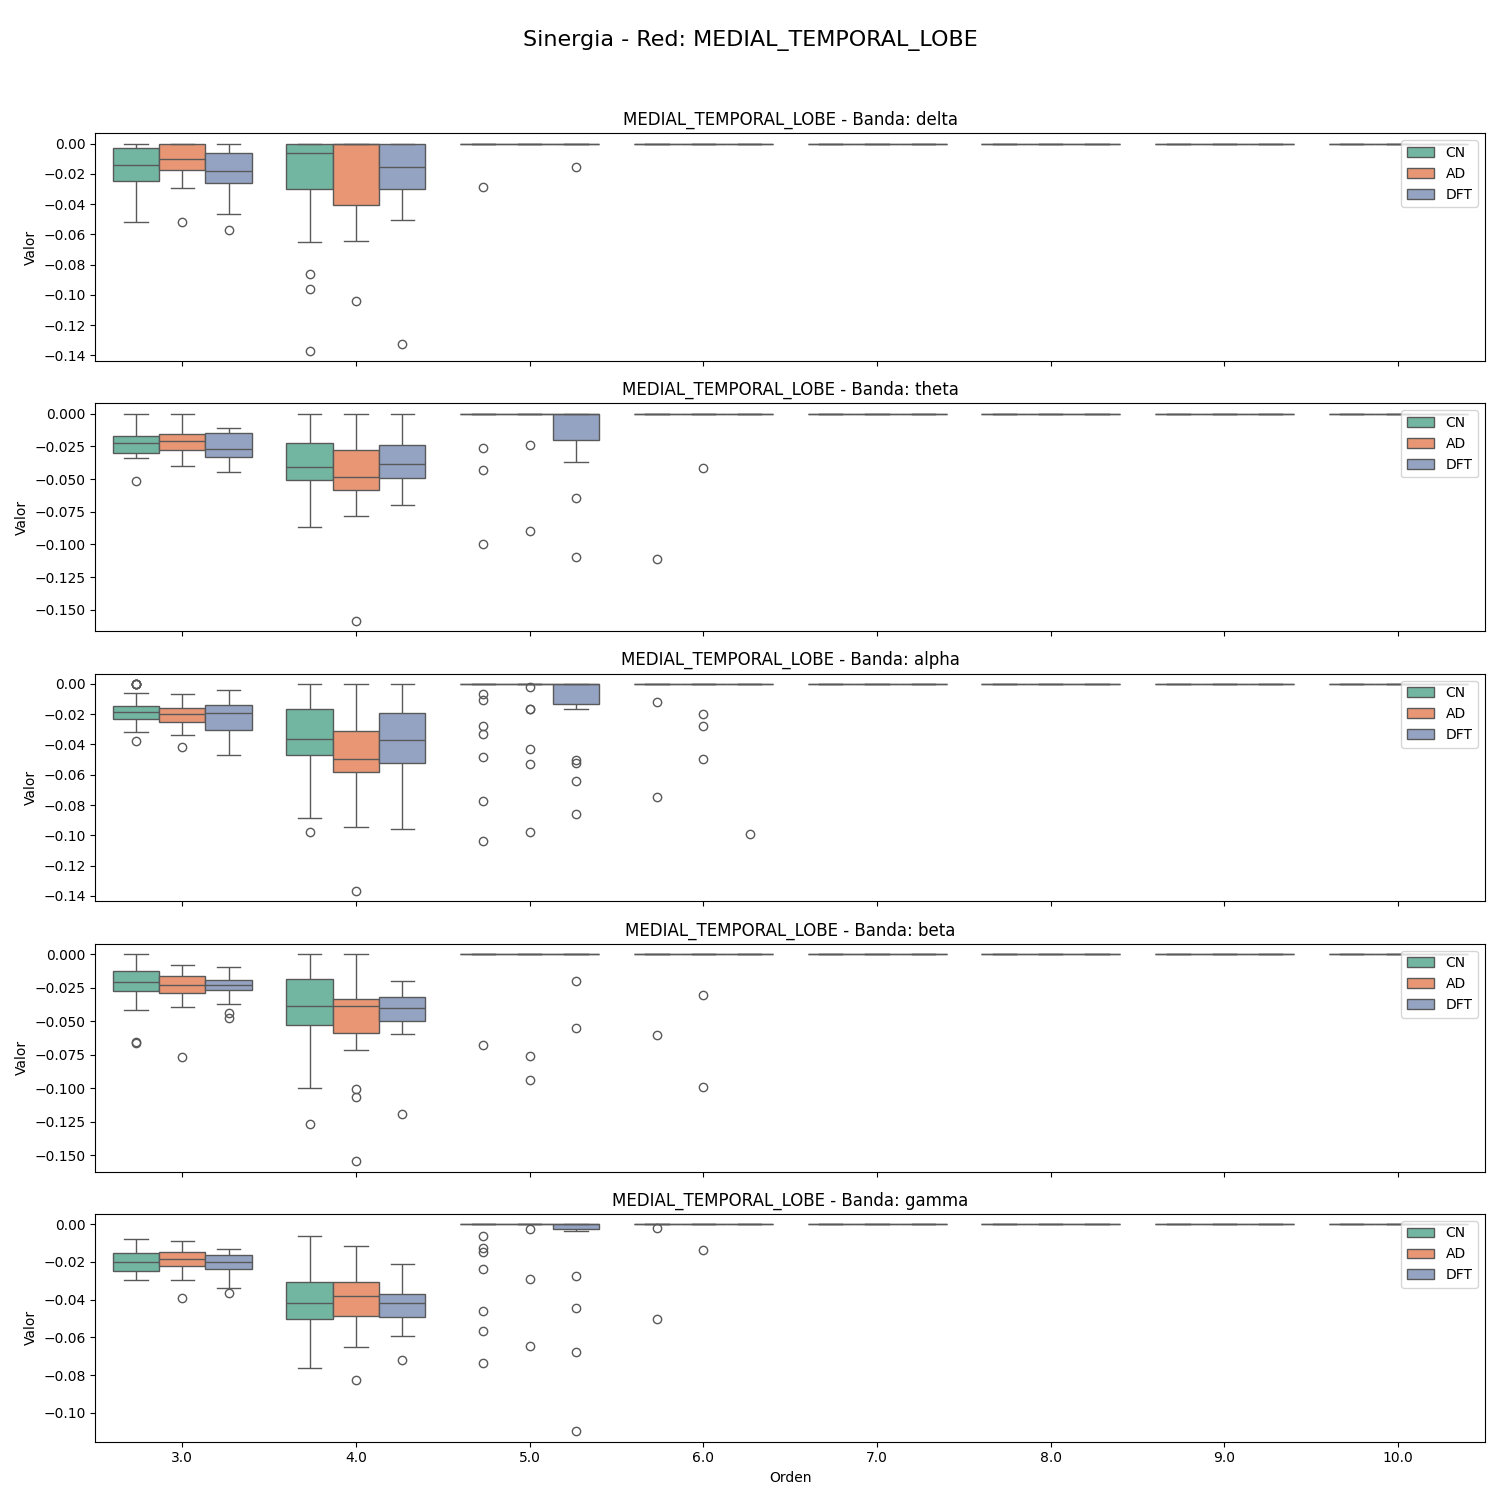 Sinergia - Red: MEDIAL_TEMPORAL_LOBE
MEDIAL_TEMPORAL_LOBE - Banda: delta
Valor
0.00
−0.02
−0.04
−0.06
−0.08
−0.10
−0.12
−0.14
CN
AD
DFT
MEDIAL_TEMPORAL_LOBE - Banda: theta
Valor
0.000
−0.025
−0.050
−0.075
−0.100
−0.125
−0.150
CN
AD
DFT
MEDIAL_TEMPORAL_LOBE - Banda: alpha
Valor
0.00
−0.02
−0.04
−0.06
−0.08
−0.10
−0.12
−0.14
CN
AD
DFT
MEDIAL_TEMPORAL_LOBE - Banda: beta
Valor
0.000
−0.025
−0.050
−0.075
−0.100
−0.125
−0.150
CN
AD
DFT
MEDIAL_TEMPORAL_LOBE - Banda: gamma
Valor
0.00
−0.02
−0.04
−0.06
−0.08
−0.10
CN
AD
DFT
3.0 4.0 5.0 6.0 7.0 8.0 9.0 10.0
Orden